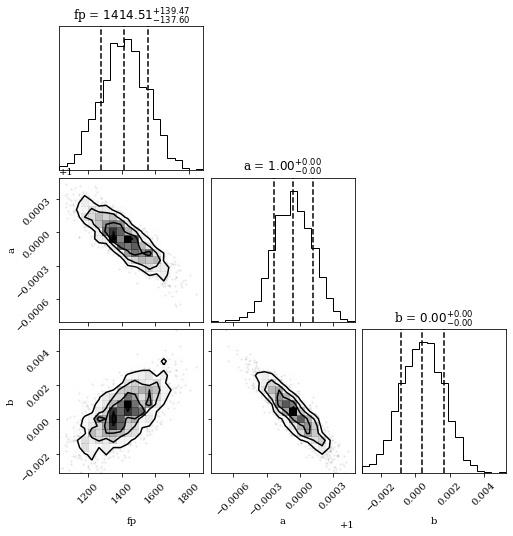 fp = 1414.51+139.47−137.60
+1
a = 1.00+0.00−0.00
0.0003
0.0000
−0.0003
−0.0006
a
b = 0.00+0.00−0.00
0.004
0.002
0.000
−0.002
b
1200 1400 1600 1800
−0.0006 −0.0003 0.0000 0.0003
−0.002 0.000 0.002 0.004
fp a b
+1